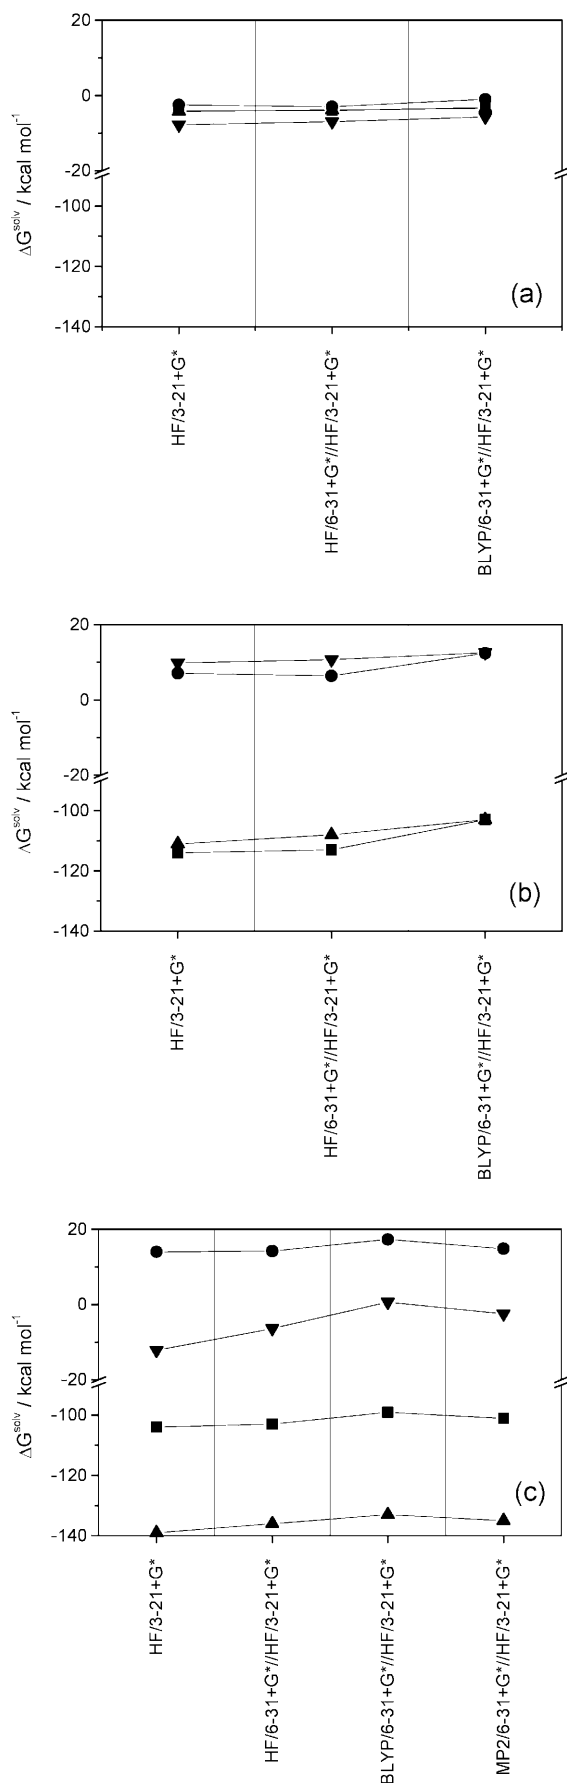 20
0
-20
-100
-120
-140
ΔG^solv / kcal mol^-1
(a)
HF/3-21+G*
HF/6-31+G*//HF/3-21+G*
BLYP/6-31+G*//HF/3-21+G*
20
0
-20
-100
-120
-140
ΔG^solv / kcal mol^-1
(b)
HF/3-21+G*
HF/6-31+G*//HF/3-21+G*
BLYP/6-31+G*//HF/3-21+G*
20
0
-20
-100
-120
-140
ΔG^solv / kcal mol^-1
(c)
HF/3-21+G*
HF/6-31+G*//HF/3-21+G*
BLYP/6-31+G*//HF/3-21+G*
MP2/6-31+G*//HF/3-21+G*